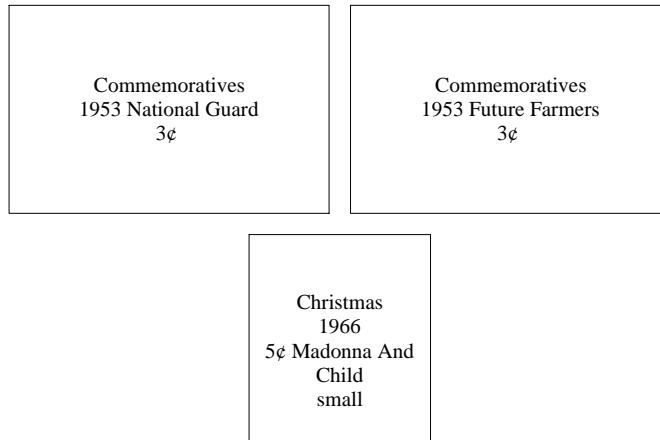 Commemoratives
1953 National Guard
3¢
Commemoratives
1953 Future Farmers
3¢
Christmas
1966
5¢ Madonna And
Child
small